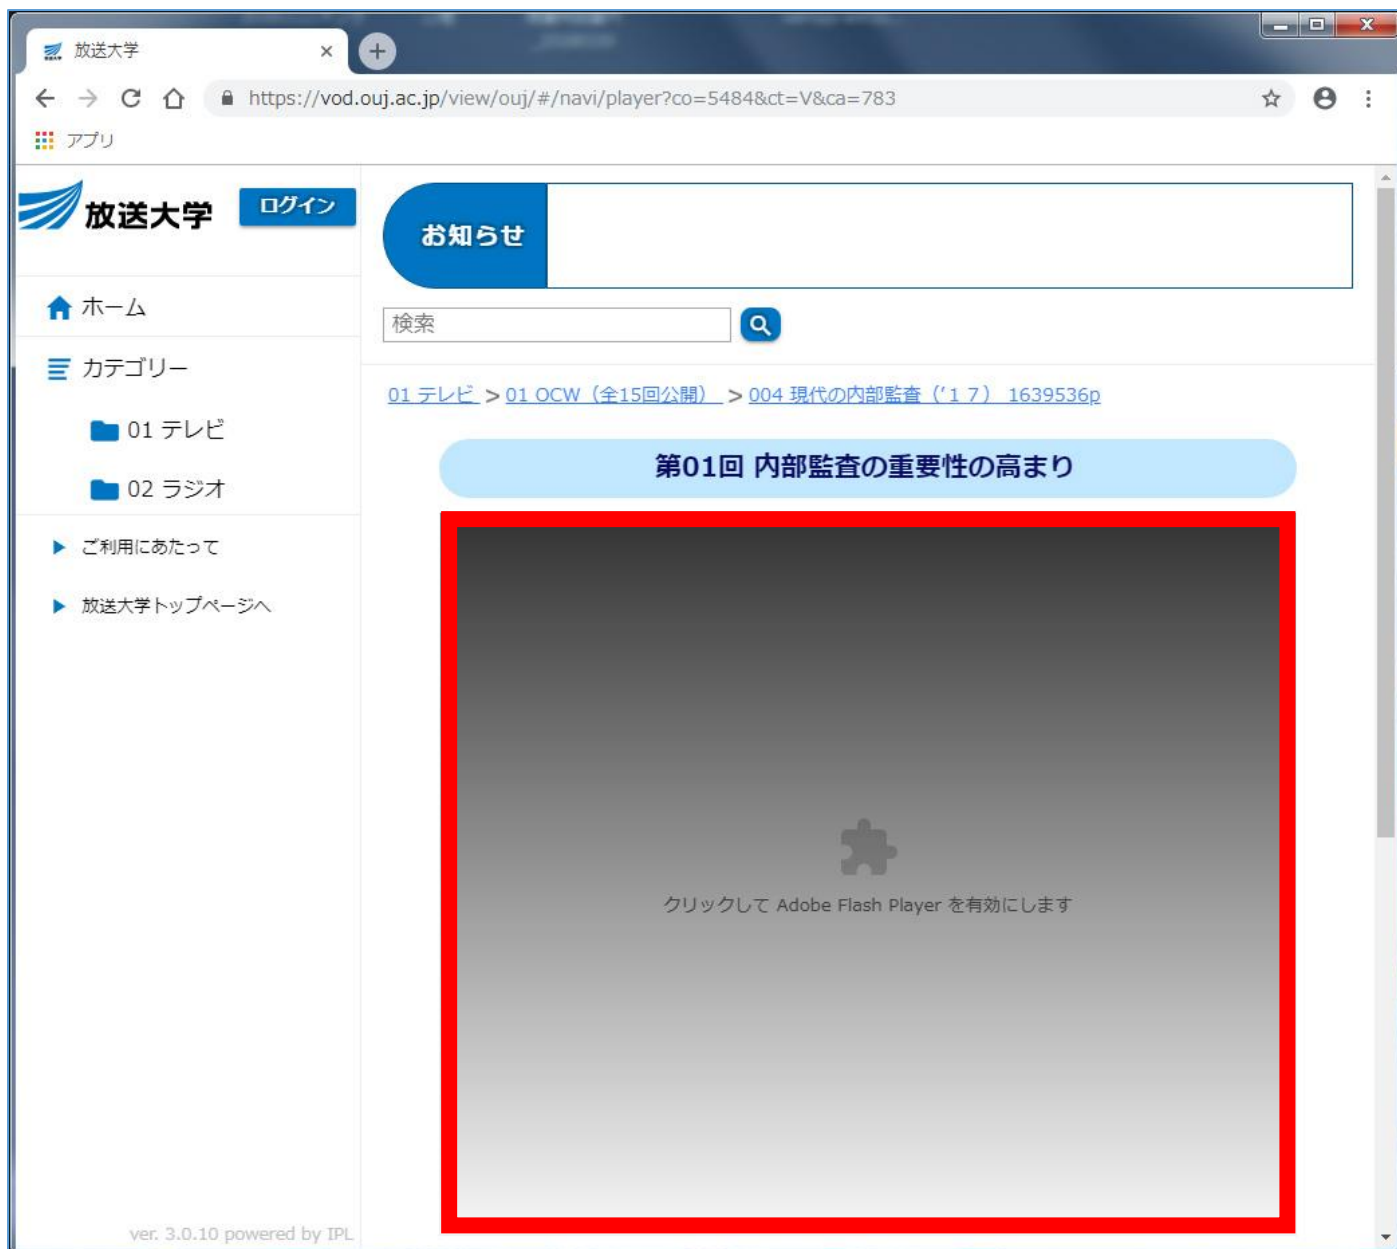 放送大学
https://vod.ouj.ac.jp/view/ouj/#/navi/player?co=5484&ct=V&ca=783
アプリ
放送大学
ログイン
お知らせ
ホーム
検索
カテゴリー
01 テレビ > 01 OCW（全15回公開） > 004 現代の内部監査（'１７） 1639536p
01 テレビ
第01回 内部監査の重要性の高まり
02 ラジオ
ご利用にあたって
放送大学トップページへ
クリックして Adobe Flash Player を有効にします
ver. 3.0.10 powered by IPL